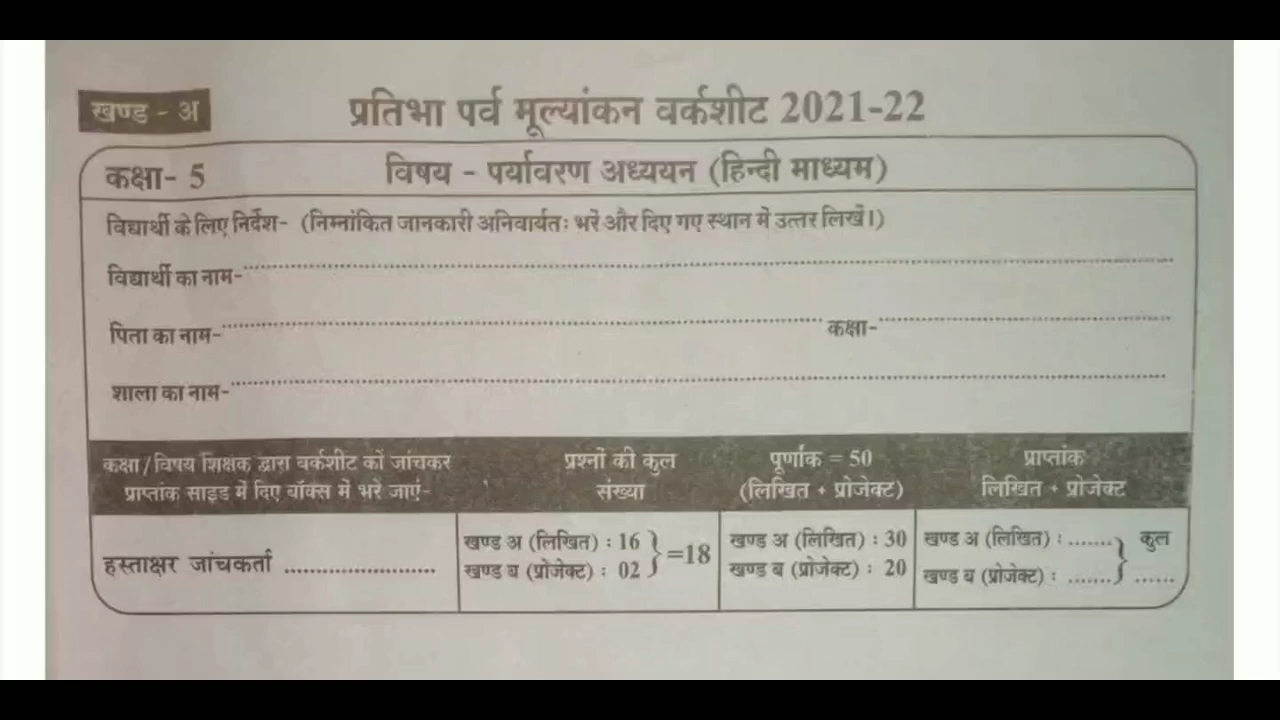 खण्ड - अ
प्रतिभा पर्व मूल्यांकन वर्कशीट 2021-22
कक्षा- 5 विषय - पर्यावरण अध्ययन (हिन्दी माध्यम)
विद्यार्थी के लिए निर्देश- (निम्नांकित जानकारी अनिवार्यतः भरें और दिए गए स्थान में उत्तर लिखें।)
विद्यार्थी का नाम-
पिता का नाम- कक्षा-
शाला का नाम-
कक्षा/विषय शिक्षक द्वारा वर्कशीट को जांचकर
प्राप्तांक साइड में दिए बॉक्स में भरे जाएं-
प्रश्नों की कुल
संख्या
पूर्णांक = 50
(लिखित + प्रोजेक्ट)
प्राप्तांक
लिखित + प्रोजेक्ट
हस्ताक्षर जांचकर्ता ........................
खण्ड अ (लिखित) : 16
खण्ड ब (प्रोजेक्ट) : 02
=18
खण्ड अ (लिखित) : 30
खण्ड ब (प्रोजेक्ट) : 20
खण्ड अ (लिखित) : ....... कुल
खण्ड ब (प्रोजेक्ट) : ....... ......